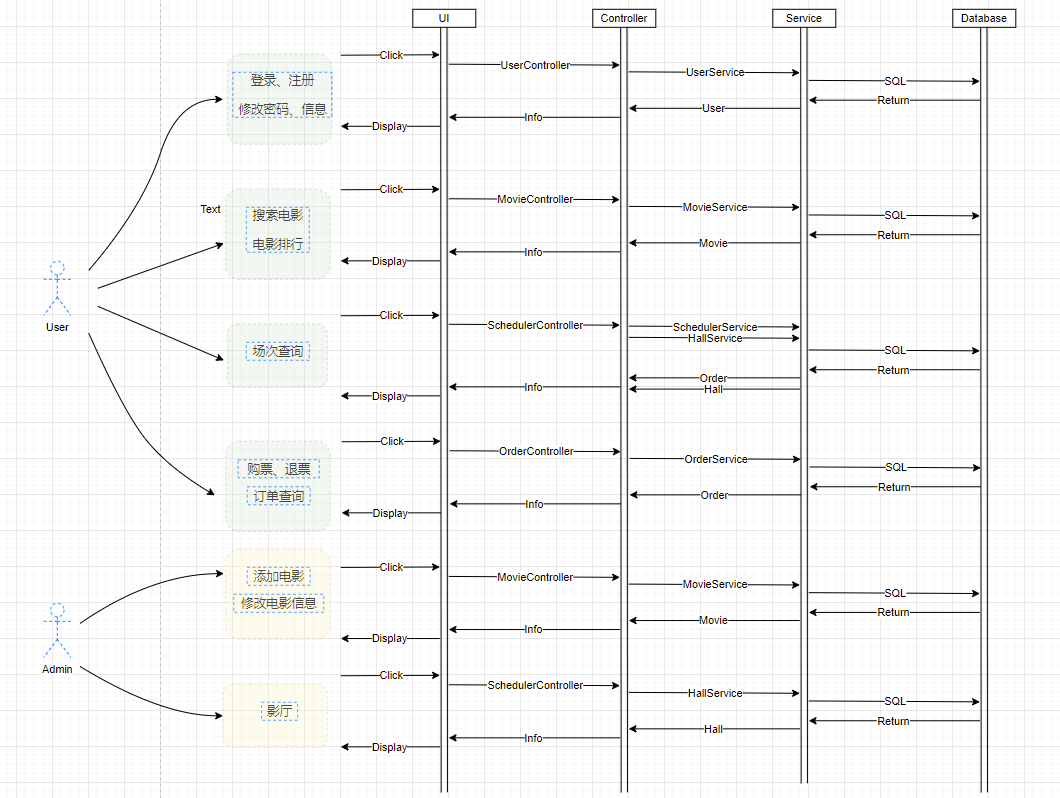 UI
Controller
Service
Database
登录、注册
修改密码、信息
Click
UserController
UserService
SQL
Return
User
Info
Display
Text
搜索电影
电影排行
Click
MovieController
MovieService
SQL
Return
Movie
Info
Display
User
场次查询
Click
SchedulerController
SchedulerService
HallService
SQL
Return
Order
Hall
Info
Display
购票、退票
订单查询
Click
OrderController
OrderService
SQL
Return
Order
Info
Display
添加电影
修改电影信息
Click
MovieController
MovieService
SQL
Return
Movie
Info
Display
Admin
影厅
Click
SchedulerController
HallService
SQL
Return
Hall
Info
Display